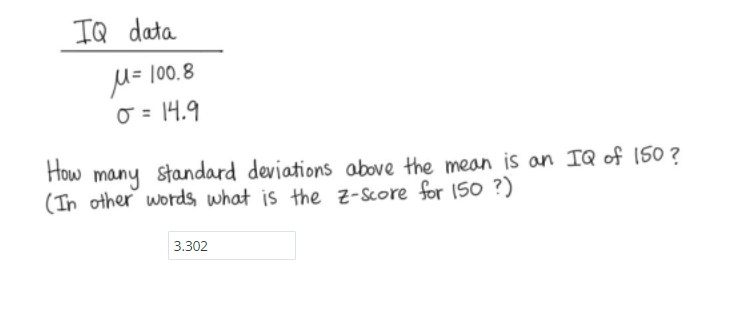 IQ data
μ= 100.8
σ = 14.9
How many standard deviations above the mean is an IQ of 150?
(In other words, what is the z-score for 150?)
3.302